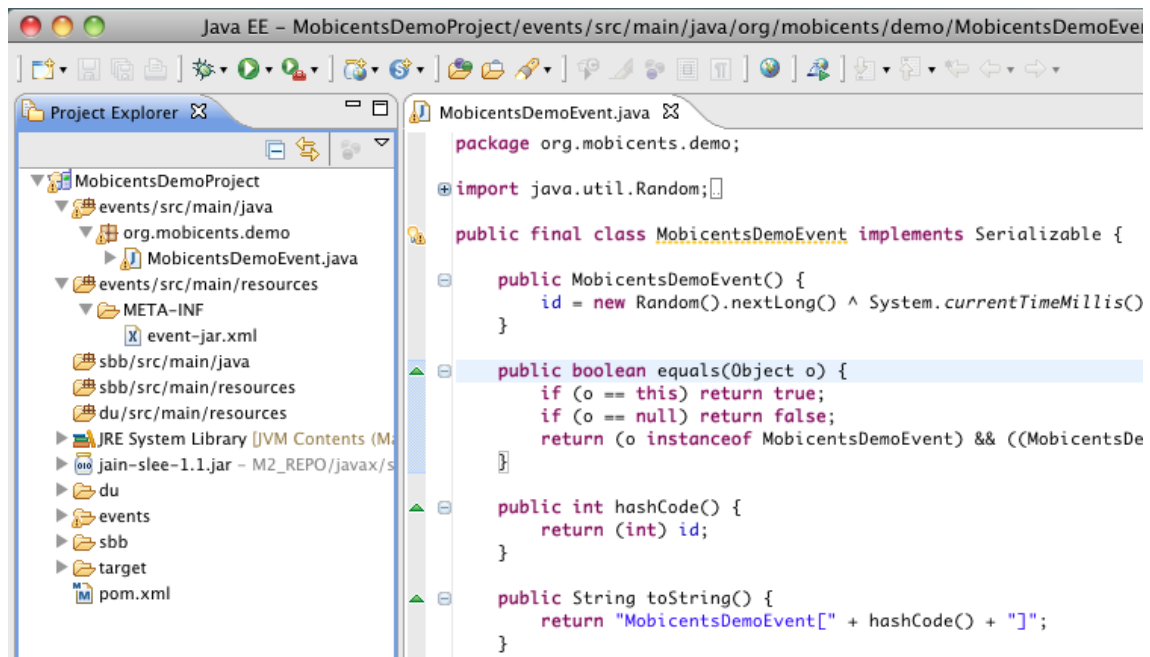 Java EE – MobicentsDemoProject/events/src/main/java/org/mobicents/demo/MobicentsDemoEve
Project Explorer
MobicentsDemoProject
events/src/main/java
org.mobicents.demo
MobicentsDemoEvent.java
events/src/main/resources
META-INF
event-jar.xml
sbb/src/main/java
sbb/src/main/resources
du/src/main/resources
JRE System Library [JVM Contents (Ma
jain-slee-1.1.jar – M2_REPO/javax/s
du
events
sbb
target
pom.xml
MobicentsDemoEvent.java
package org.mobicents.demo;
import java.util.Random;
public final class MobicentsDemoEvent implements Serializable {
public MobicentsDemoEvent() {
id = new Random().nextLong() ^ System.currentTimeMillis()
}
public boolean equals(Object o) {
if (o == this) return true;
if (o == null) return false;
return (o instanceof MobicentsDemoEvent) && ((MobicentsDe
}
public int hashCode() {
return (int) id;
}
public String toString() {
return "MobicentsDemoEvent[" + hashCode() + "]";
}